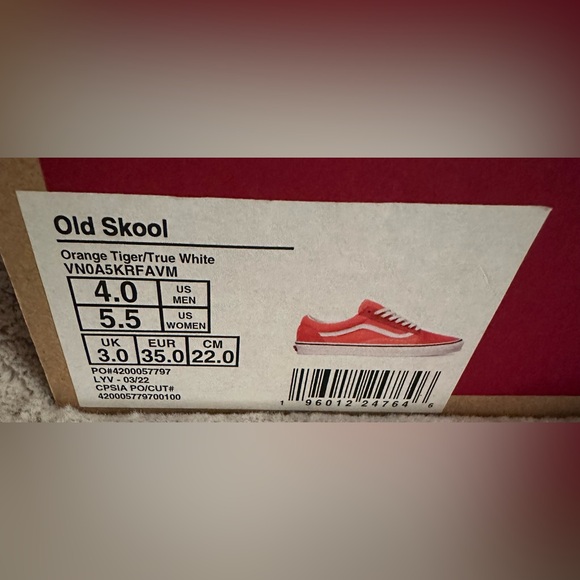 Old Skool
Orange Tiger/True White
VN0A5KRFAVM
4.0 US MEN
5.5 US WOMEN
UK EUR CM
3.0 35.0 22.0
PO#4200057797
LYV - 03/22
CPSIA PO/CUT#
420005779700100
1 96012 24764 6